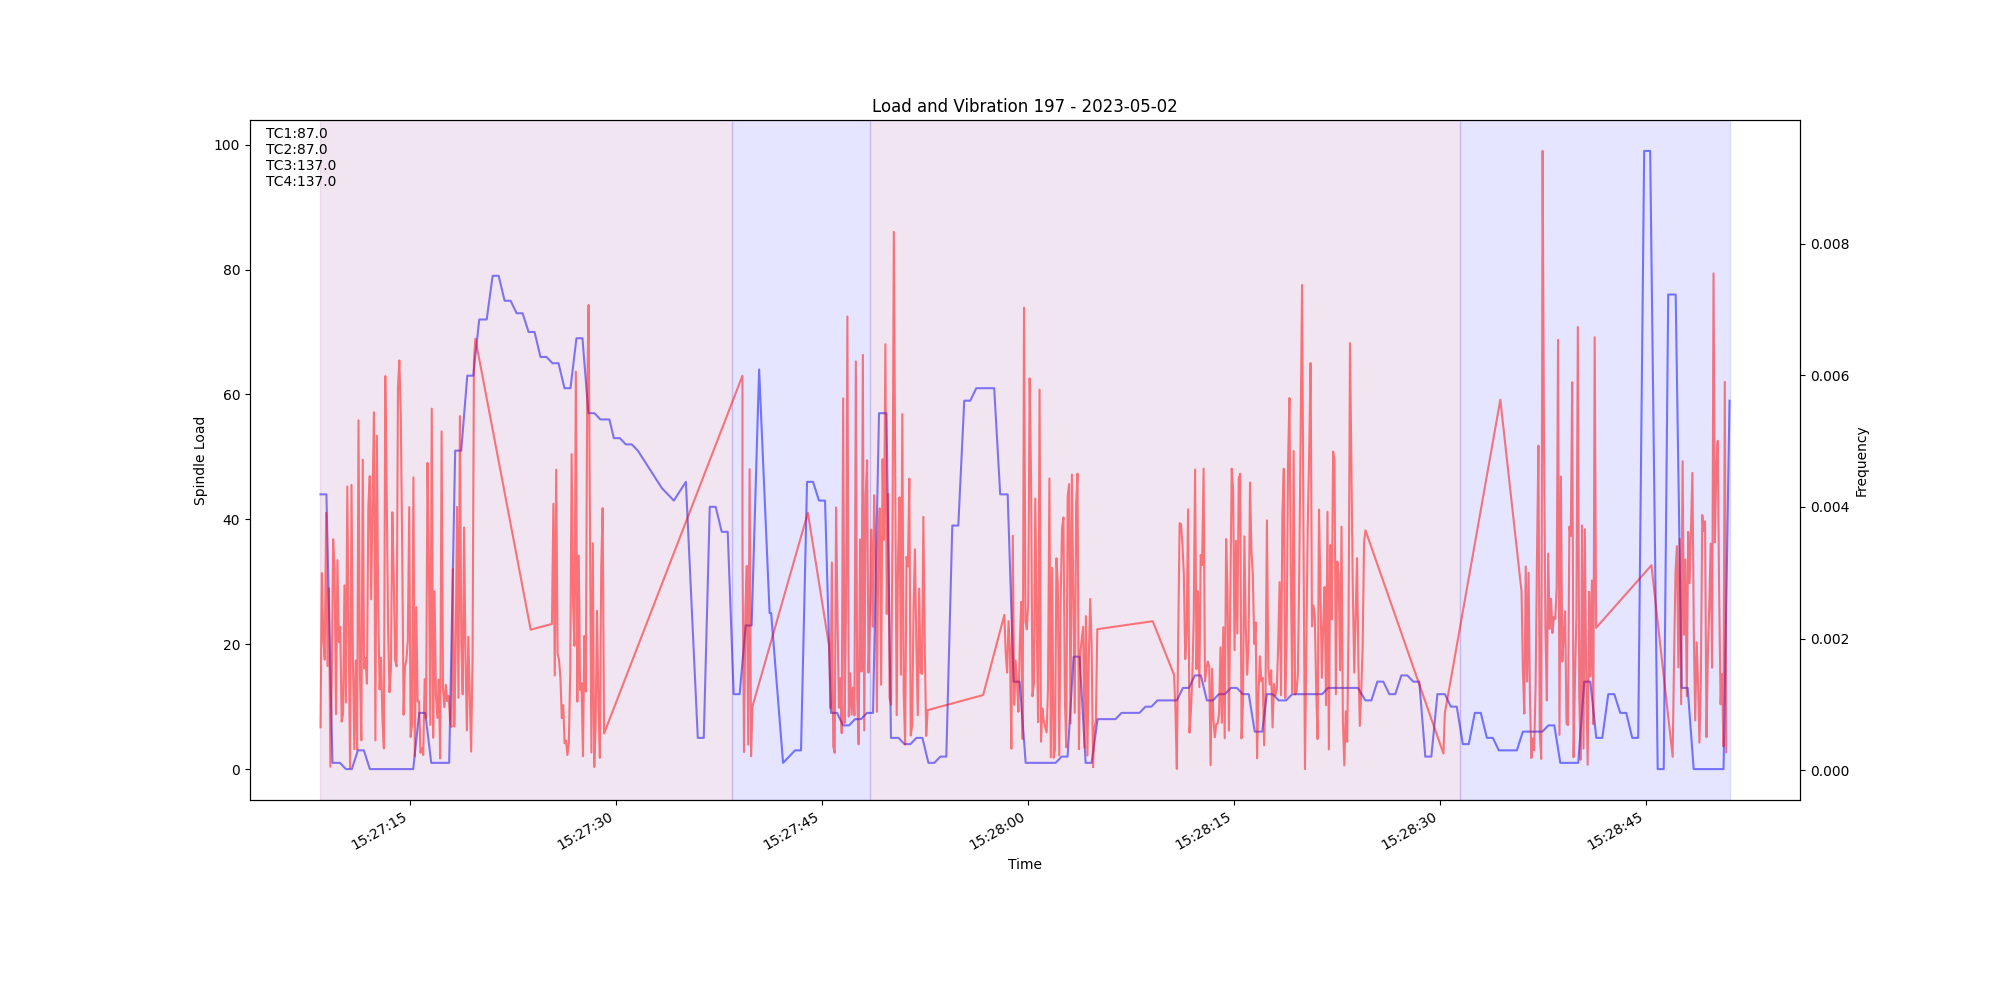 Load and Vibration 197 - 2023-05-02
TC1:87.0
TC2:87.0
TC3:137.0
TC4:137.0
100
80
60
40
20
0
Spindle Load
0.008
0.006
0.004
0.002
0.000
Frequency
15:27:15
15:27:30
15:27:45
15:28:00
15:28:15
15:28:30
15:28:45
Time